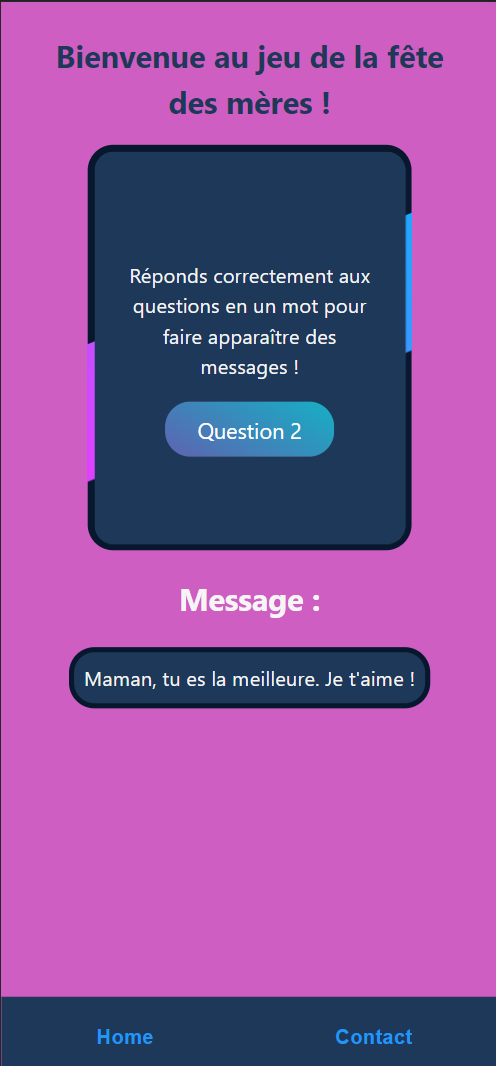 Bienvenue au jeu de la fête
des mères !
Réponds correctement aux
questions en un mot pour
faire apparaître des
messages !
Question 2
Message :
Maman, tu es la meilleure. Je t'aime !
Home
Contact